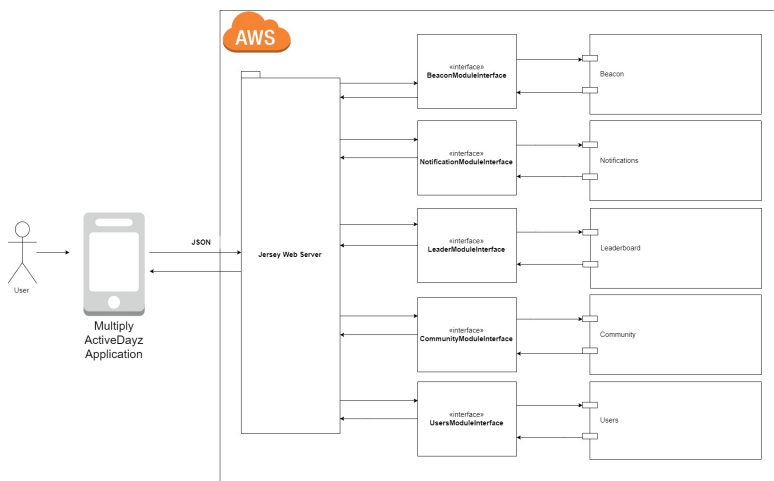 AWS
«interface»
BeaconModuleInterface
Beacon
«interface»
NotificationModuleInterface
Notifications
JSON
Jersey Web Server
«interface»
LeaderModuleInterface
Leaderboard
User
Multiply
ActiveDayz
Application
«interface»
CommunityModuleInterface
Community
«interface»
UsersModuleInterface
Users